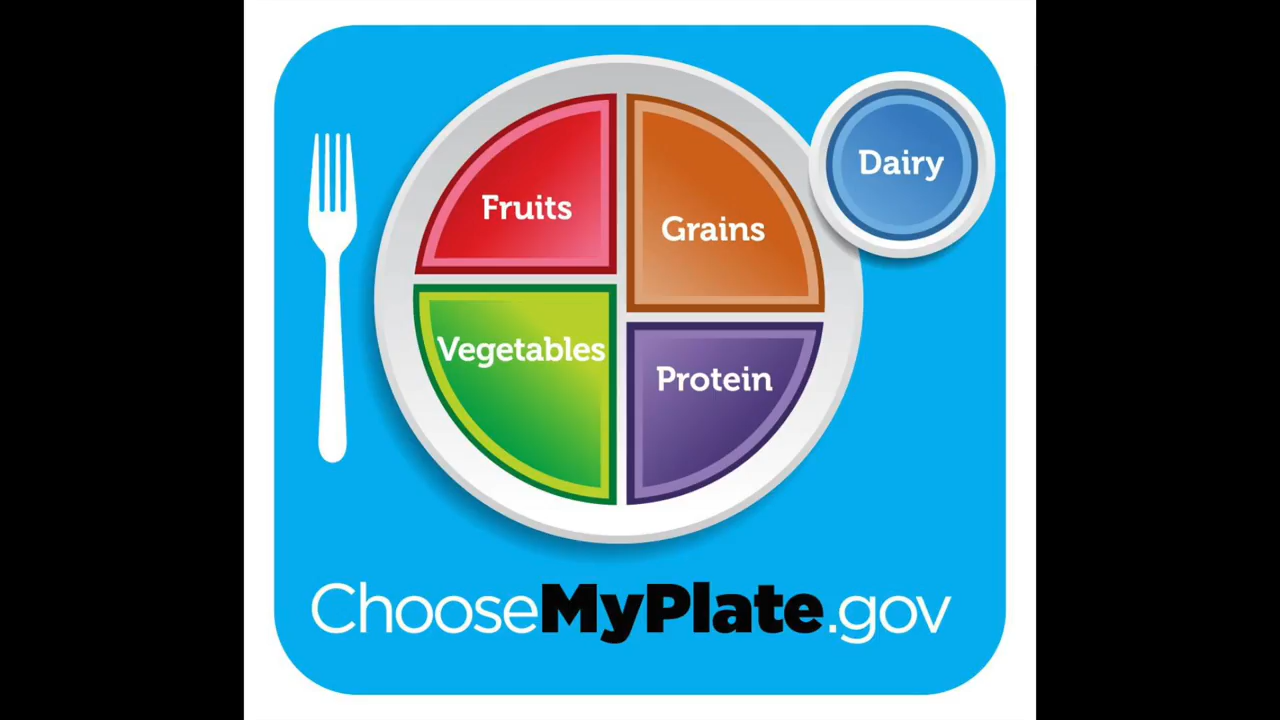 Dairy
Fruits
Grains
Vegetables
Protein
ChooseMyPlate.gov